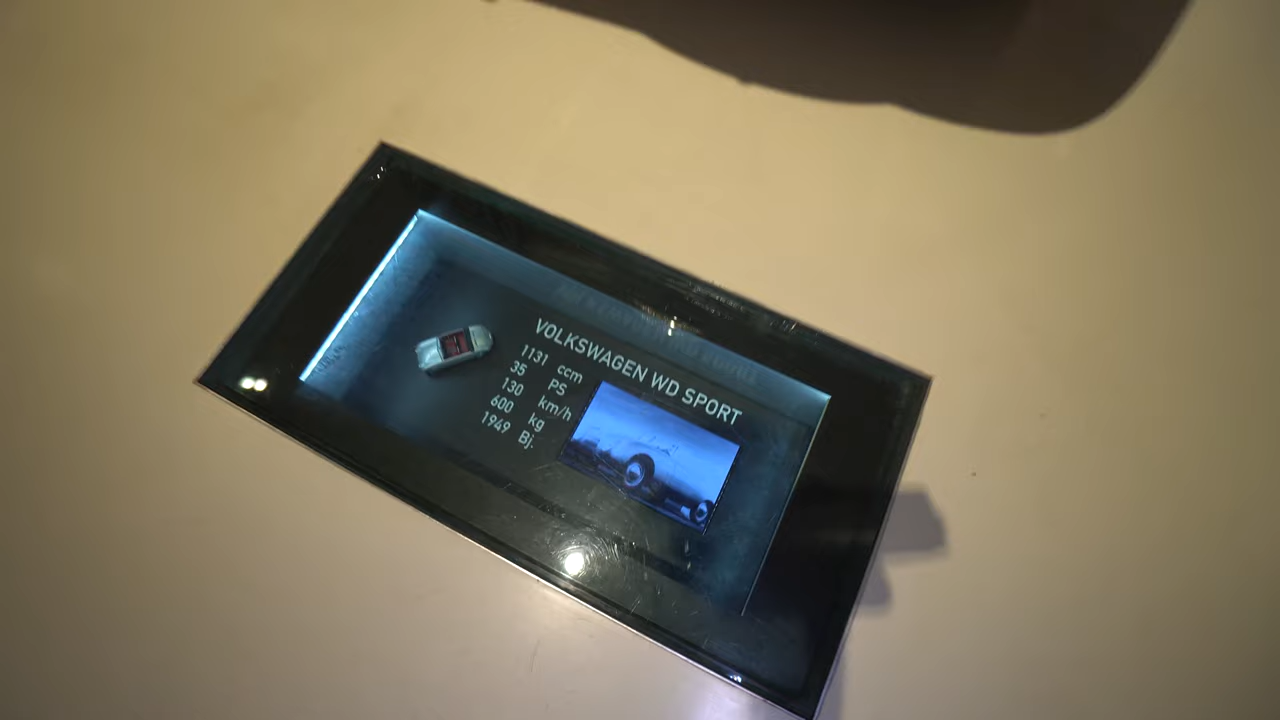 VOLKSWAGEN WD SPORT
1131 ccm
35 PS
130 km/h
600 kg
1949 Bj.